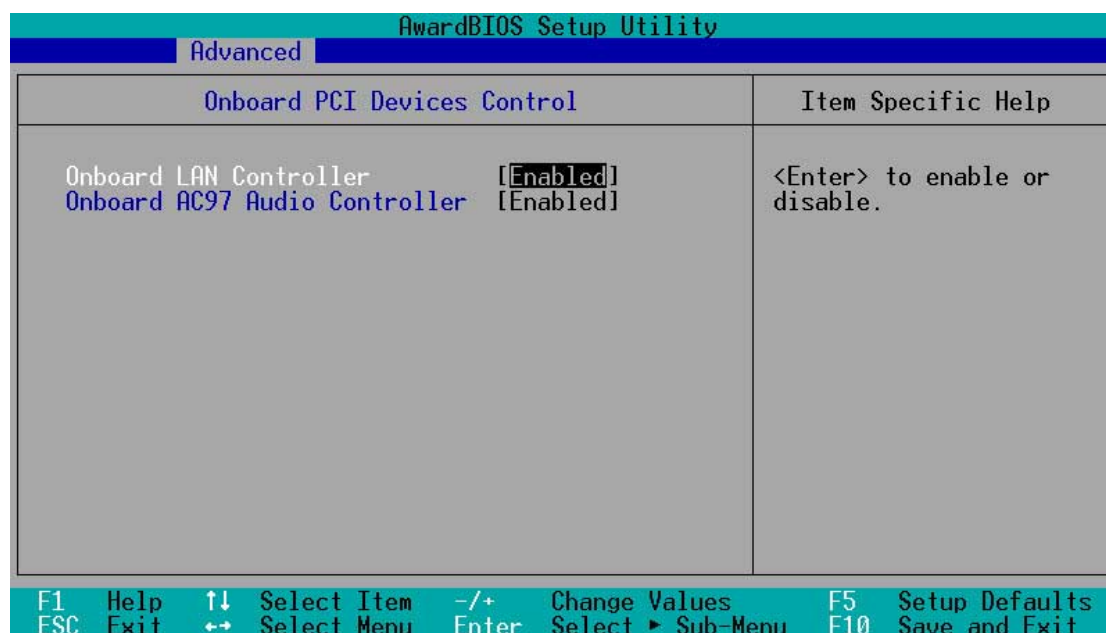 AwardBIOS Setup Utility
Advanced
Onboard PCI Devices Control
Item Specific Help
Onboard LAN Controller [Enabled]
Onboard AC97 Audio Controller [Enabled]
<Enter> to enable or
disable.
F1 Help ↑↓ Select Item -/+ Change Values F5 Setup Defaults
ESC Exit ←→ Select Menu Enter Select ► Sub-Menu F10 Save and Exit